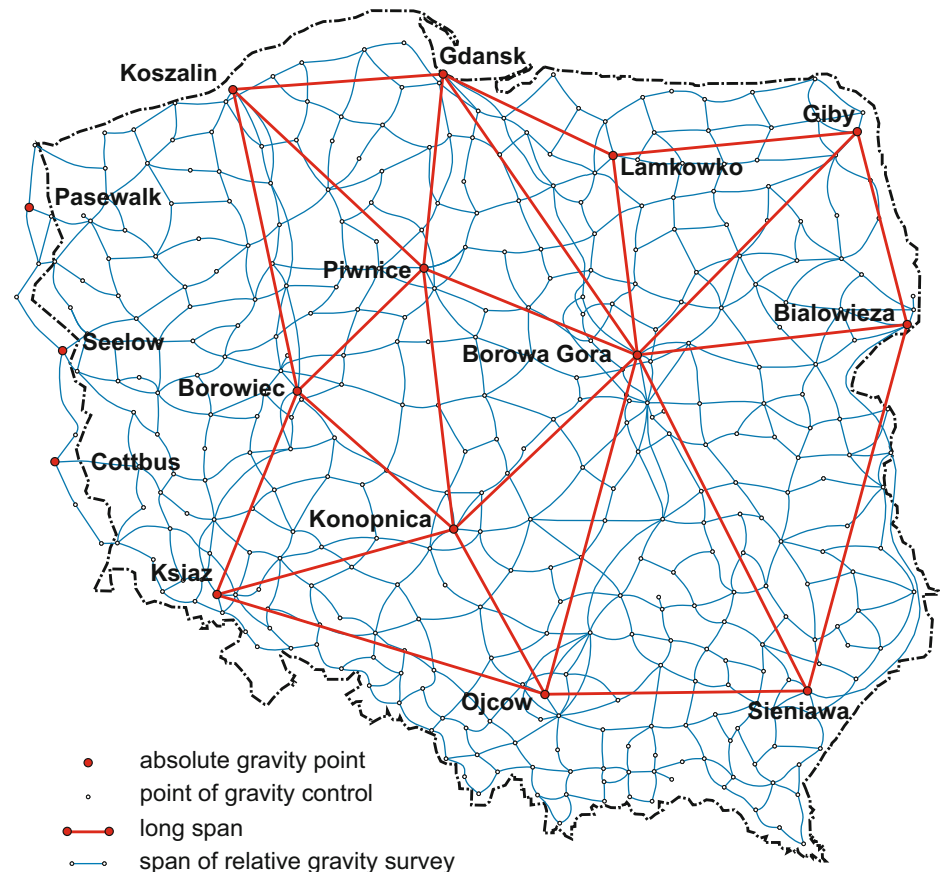 Gdansk
Koszalin
Giby
Lamkowko
Pasewalk
Piwnice
Bialowieza
Seelow
Borowa Gora
Borowiec
Cottbus
Konopnica
Ksiaz
Ojcow
Sieniawa
absolute gravity point
point of gravity control
long span
span of relative gravity survey